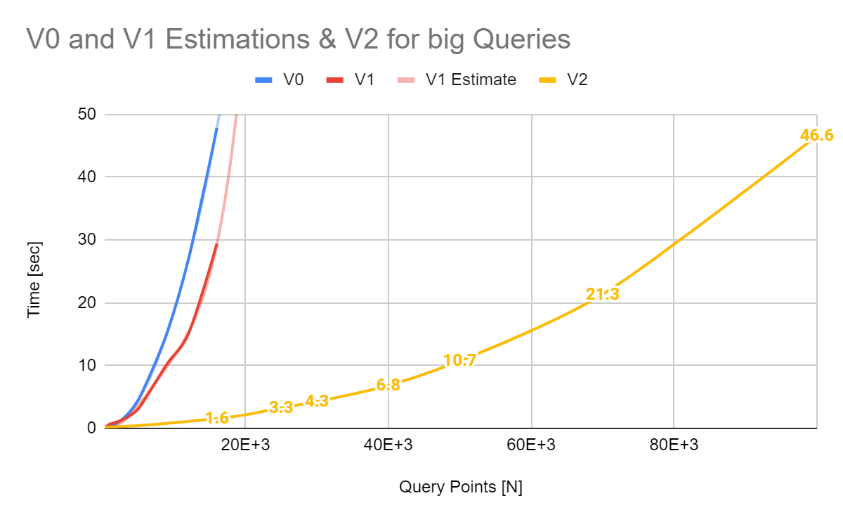 V0 and V1 Estimations & V2 for big Queries
V0 V1 V1 Estimate V2
50
40
30
20
10
0
Time [sec]
1.6 3.3 4.3 6.8 10.7 21.3 46.6
20E+3 40E+3 60E+3 80E+3
Query Points [N]